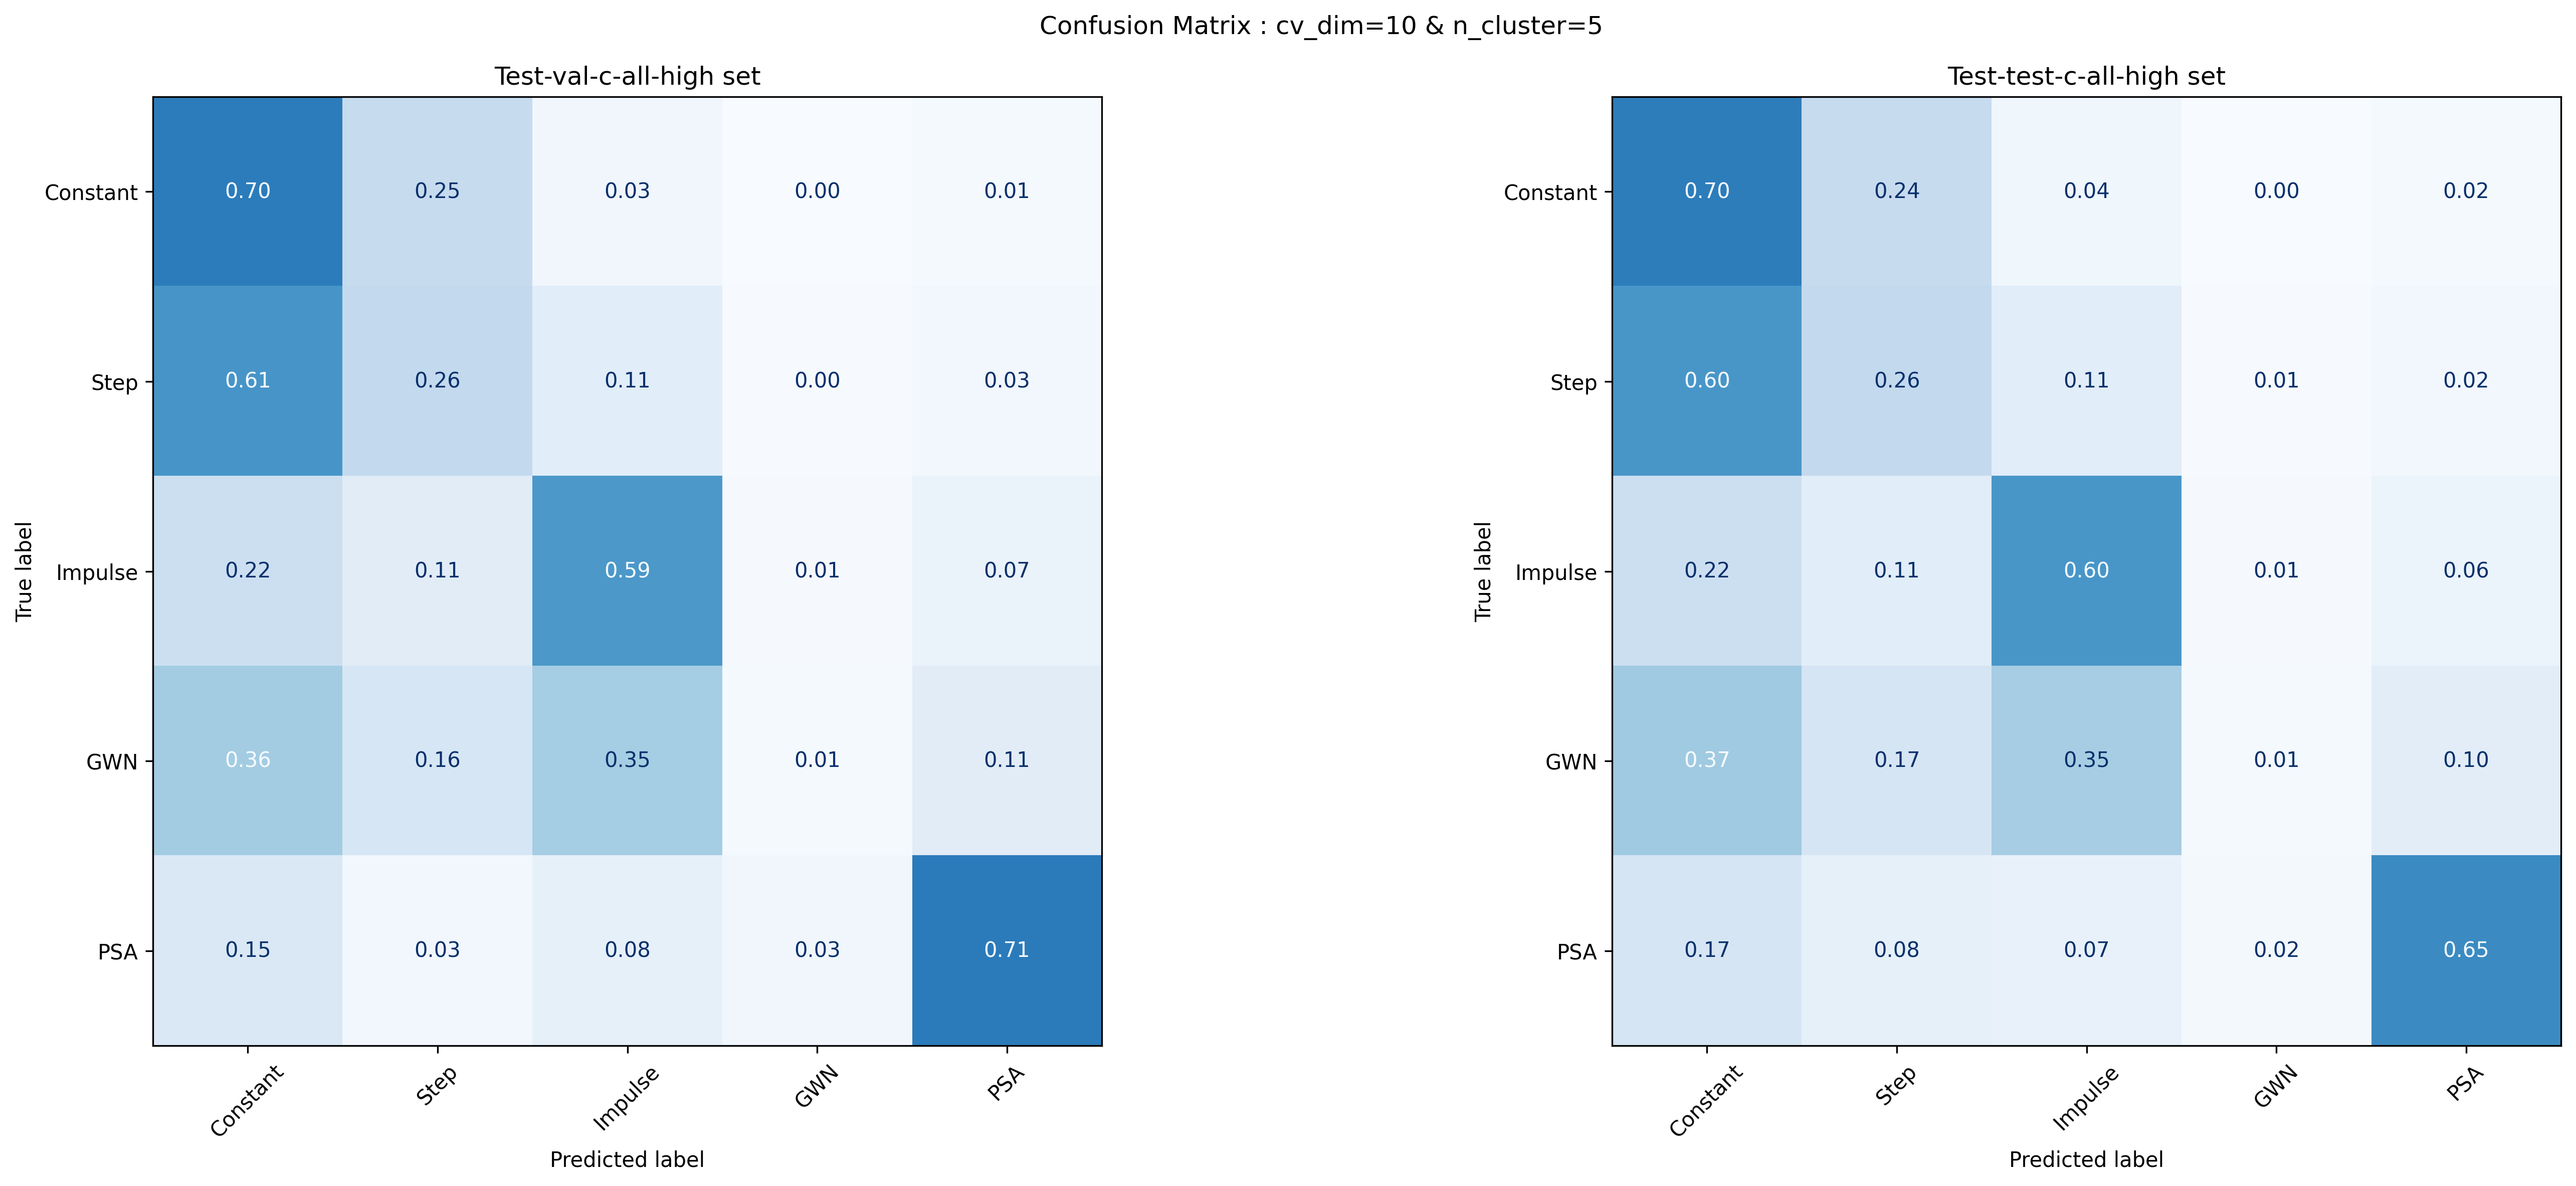 Confusion Matrix : cv_dim=10 & n_cluster=5
Test-val-c-all-high set
Constant 0.70 0.25 0.03 0.00 0.01
Step 0.61 0.26 0.11 0.00 0.03
Impulse 0.22 0.11 0.59 0.01 0.07
GWN 0.36 0.16 0.35 0.01 0.11
PSA 0.15 0.03 0.08 0.03 0.71
True label
Constant Step Impulse GWN PSA
Predicted label
Test-test-c-all-high set
Constant 0.70 0.24 0.04 0.00 0.02
Step 0.60 0.26 0.11 0.01 0.02
Impulse 0.22 0.11 0.60 0.01 0.06
GWN 0.37 0.17 0.35 0.01 0.10
PSA 0.17 0.08 0.07 0.02 0.65
True label
Constant Step Impulse GWN PSA
Predicted label